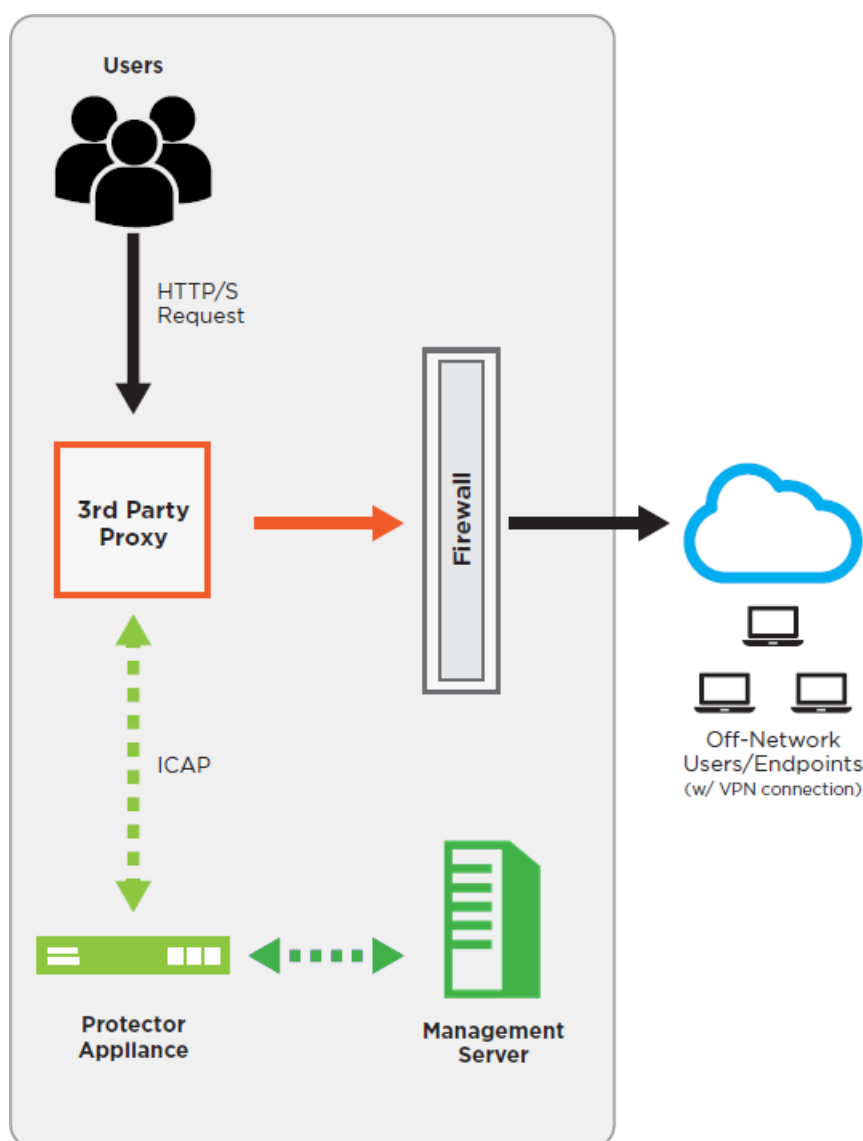 Users
HTTP/S
Request
3rd Party
Proxy
Firewall
ICAP
Off-Network
Users/Endpoints
(w/ VPN connection)
Protector
Appliance
Management
Server